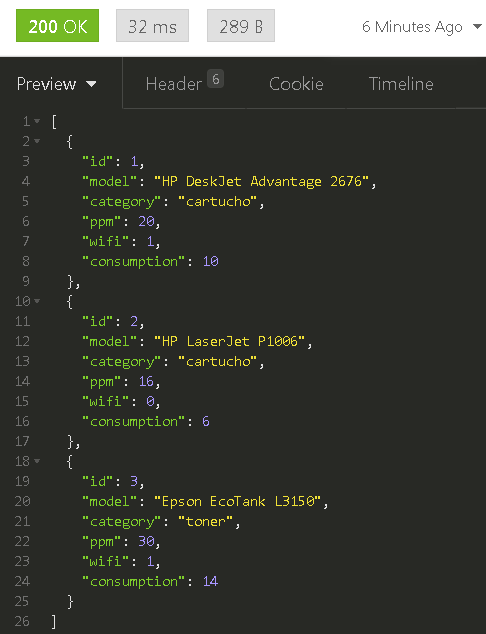 200 OK 32 ms 289 B 6 Minutes Ago
Preview Header 6 Cookie Timeline
1 [
2 {
3 "id": 1,
4 "model": "HP DeskJet Advantage 2676",
5 "category": "cartucho",
6 "ppm": 20,
7 "wifi": 1,
8 "consumption": 10
9 },
10 {
11 "id": 2,
12 "model": "HP LaserJet P1006",
13 "category": "cartucho",
14 "ppm": 16,
15 "wifi": 0,
16 "consumption": 6
17 },
18 {
19 "id": 3,
20 "model": "Epson EcoTank L3150",
21 "category": "toner",
22 "ppm": 30,
23 "wifi": 1,
24 "consumption": 14
25 }
26 ]